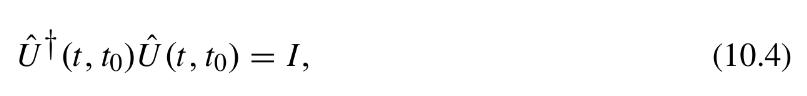 Û†(t, t₀)Û(t, t₀) = I, (10.4)